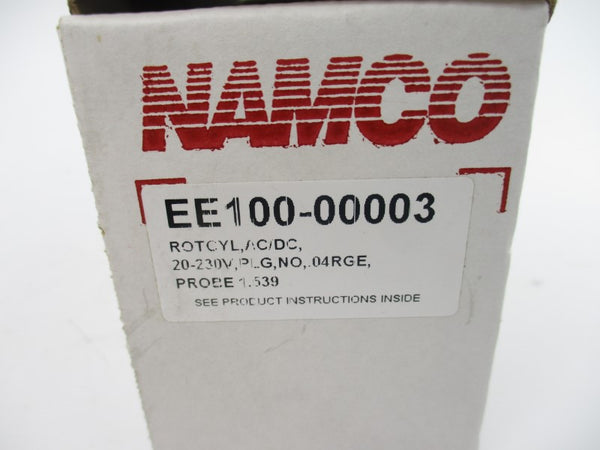 NAMCO
EE100-00003
ROTCYL,AC/DC,
20-230V,PLG,NO,.04RGE,
PROBE 1.539
SEE PRODUCT INSTRUCTIONS INSIDE